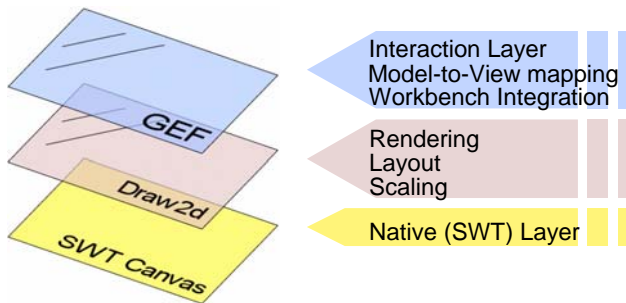 GEF
Draw2d
SWT Canvas
Interaction Layer
Model-to-View mapping
Workbench Integration
Rendering
Layout
Scaling
Native (SWT) Layer